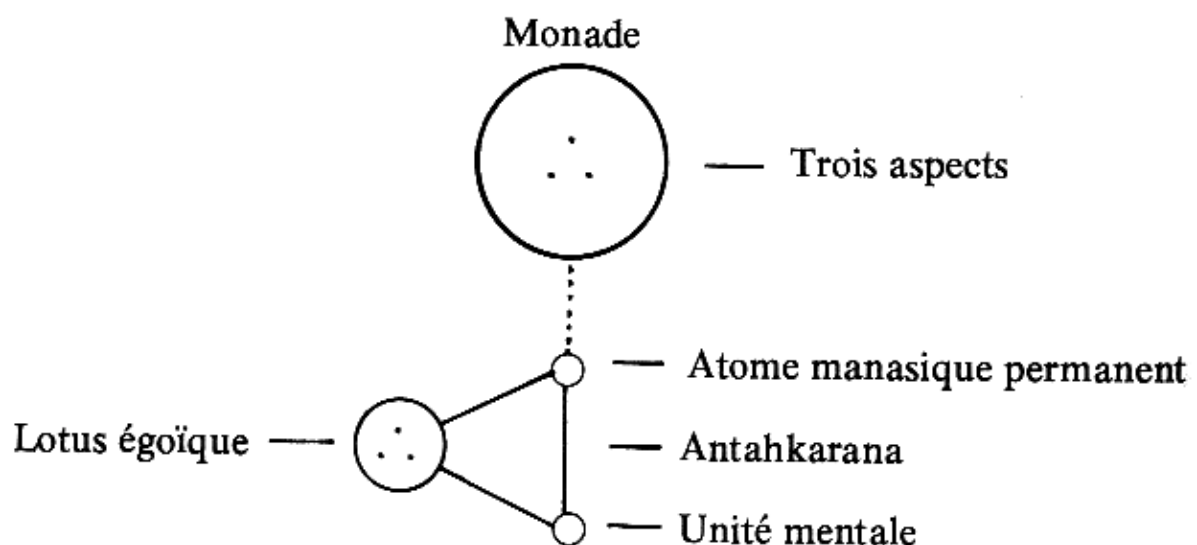 Monade
Trois aspects
Atome manasique permanent
Lotus égoïque
Antahkarana
Unité mentale